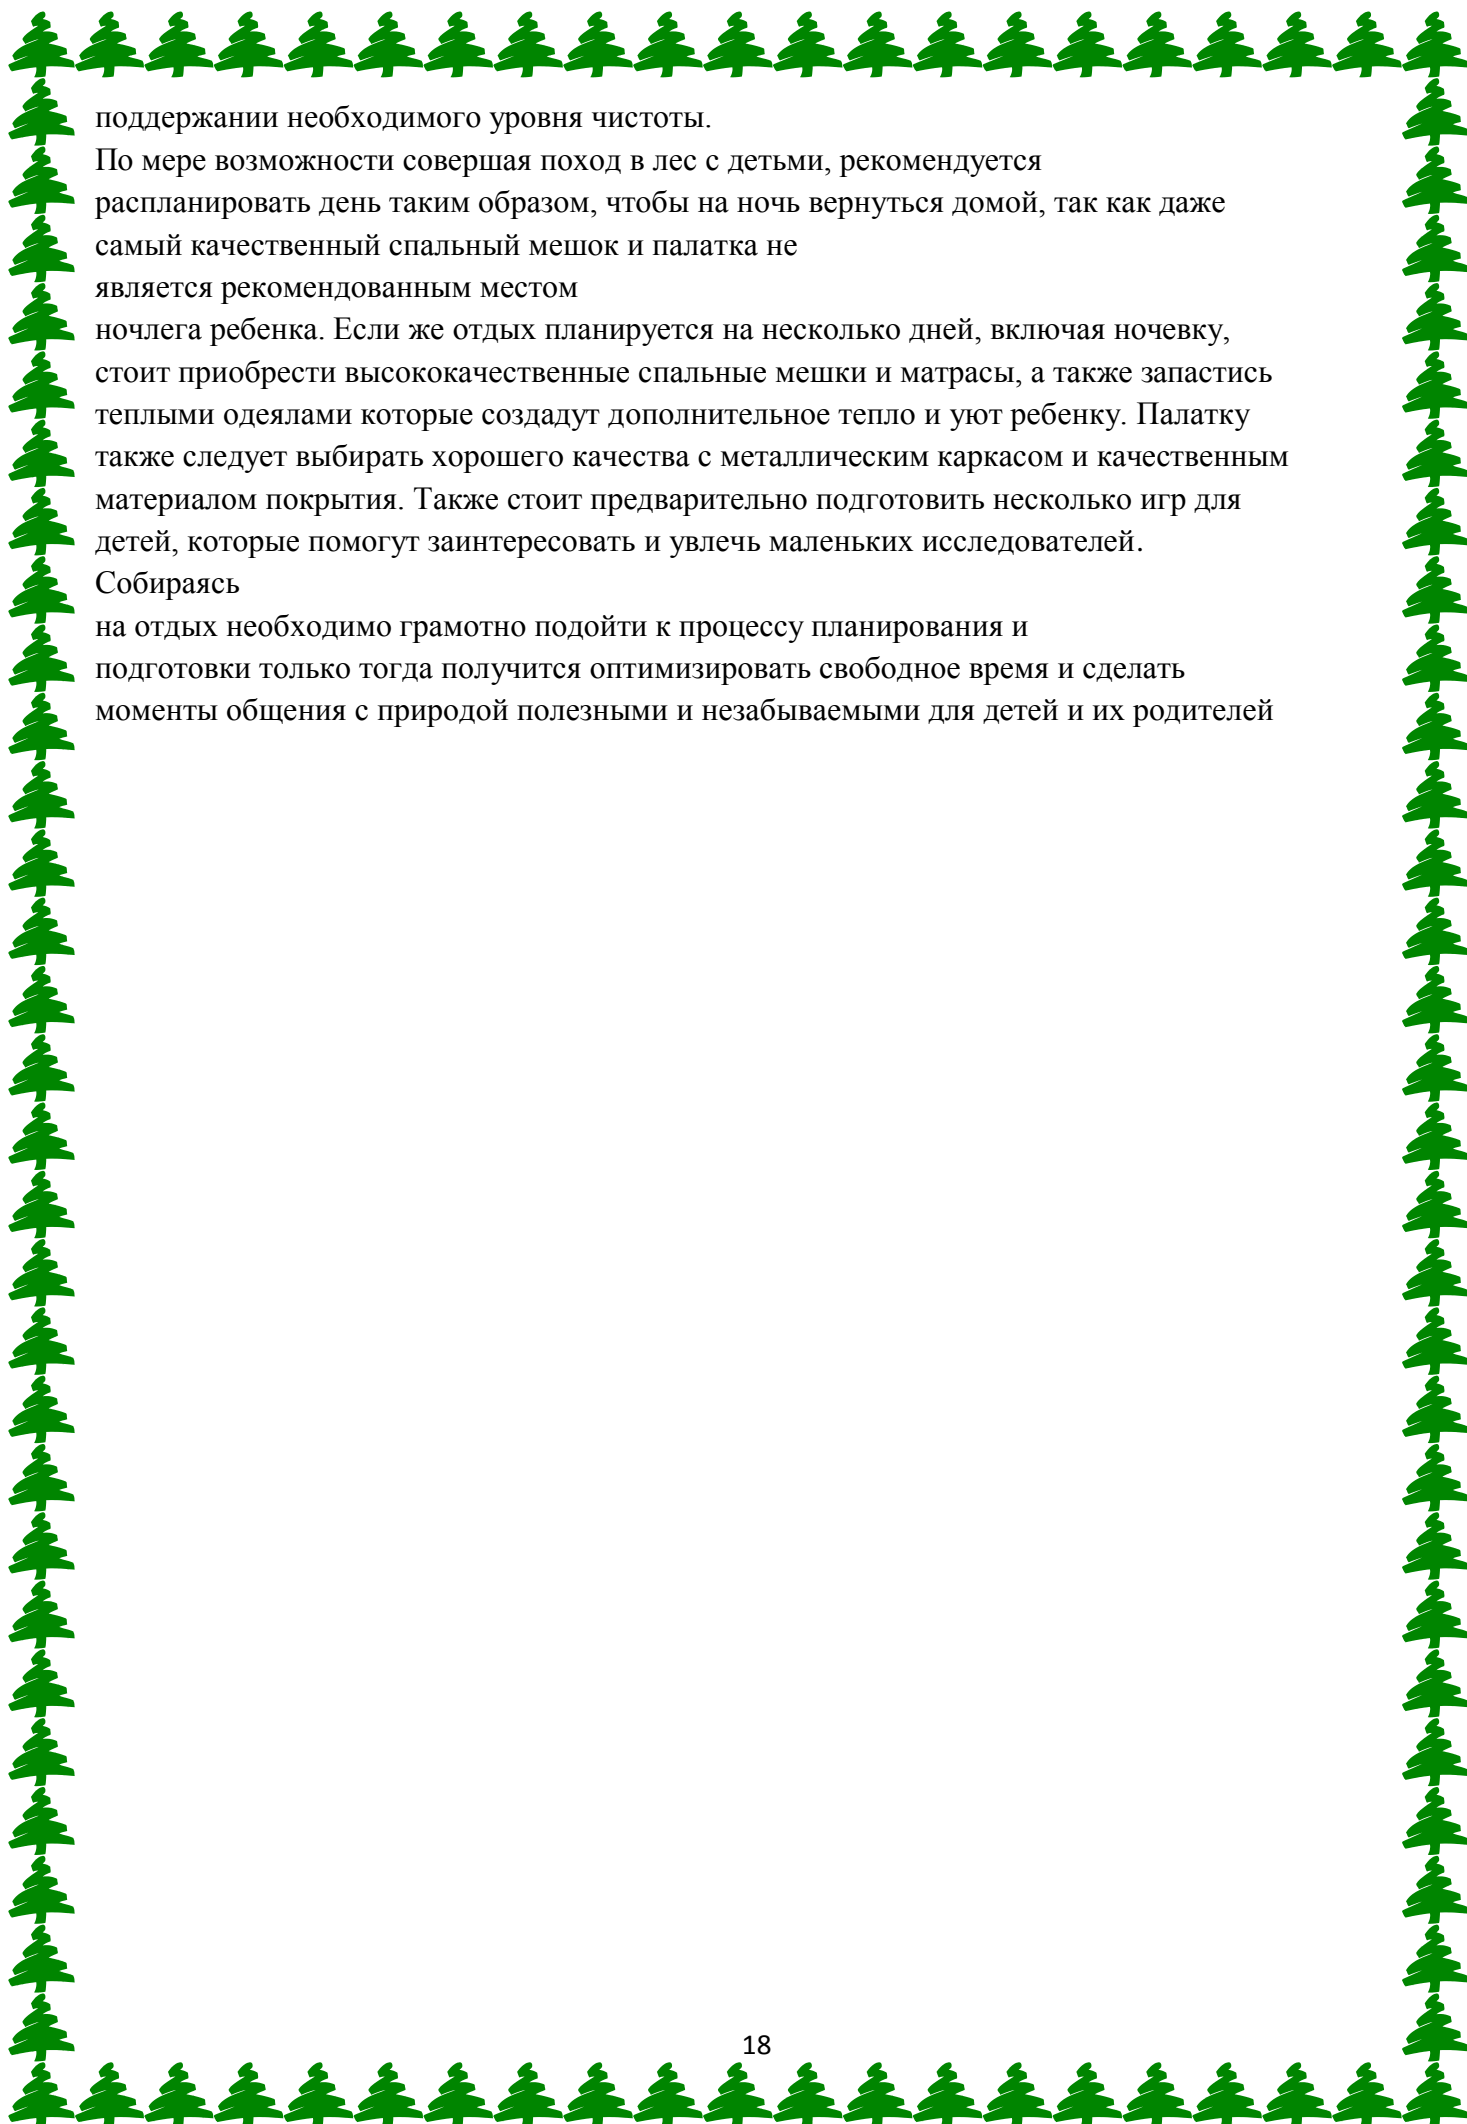 поддержании необходимого уровня чистоты.
По мере возможности совершая поход в лес с детьми, рекомендуется
распланировать день таким образом, чтобы на ночь вернуться домой, так как даже
самый качественный спальный мешок и палатка не
является рекомендованным местом
ночлега ребенка. Если же отдых планируется на несколько дней, включая ночевку,
стоит приобрести высококачественные спальные мешки и матрасы, а также запастись
теплыми одеялами которые создадут дополнительное тепло и уют ребенку. Палатку
также следует выбирать хорошего качества с металлическим каркасом и качественным
материалом покрытия. Также стоит предварительно подготовить несколько игр для
детей, которые помогут заинтересовать и увлечь маленьких исследователей.
Собираясь
на отдых необходимо грамотно подойти к процессу планирования и
подготовки только тогда получится оптимизировать свободное время и сделать
моменты общения с природой полезными и незабываемыми для детей и их родителей
18